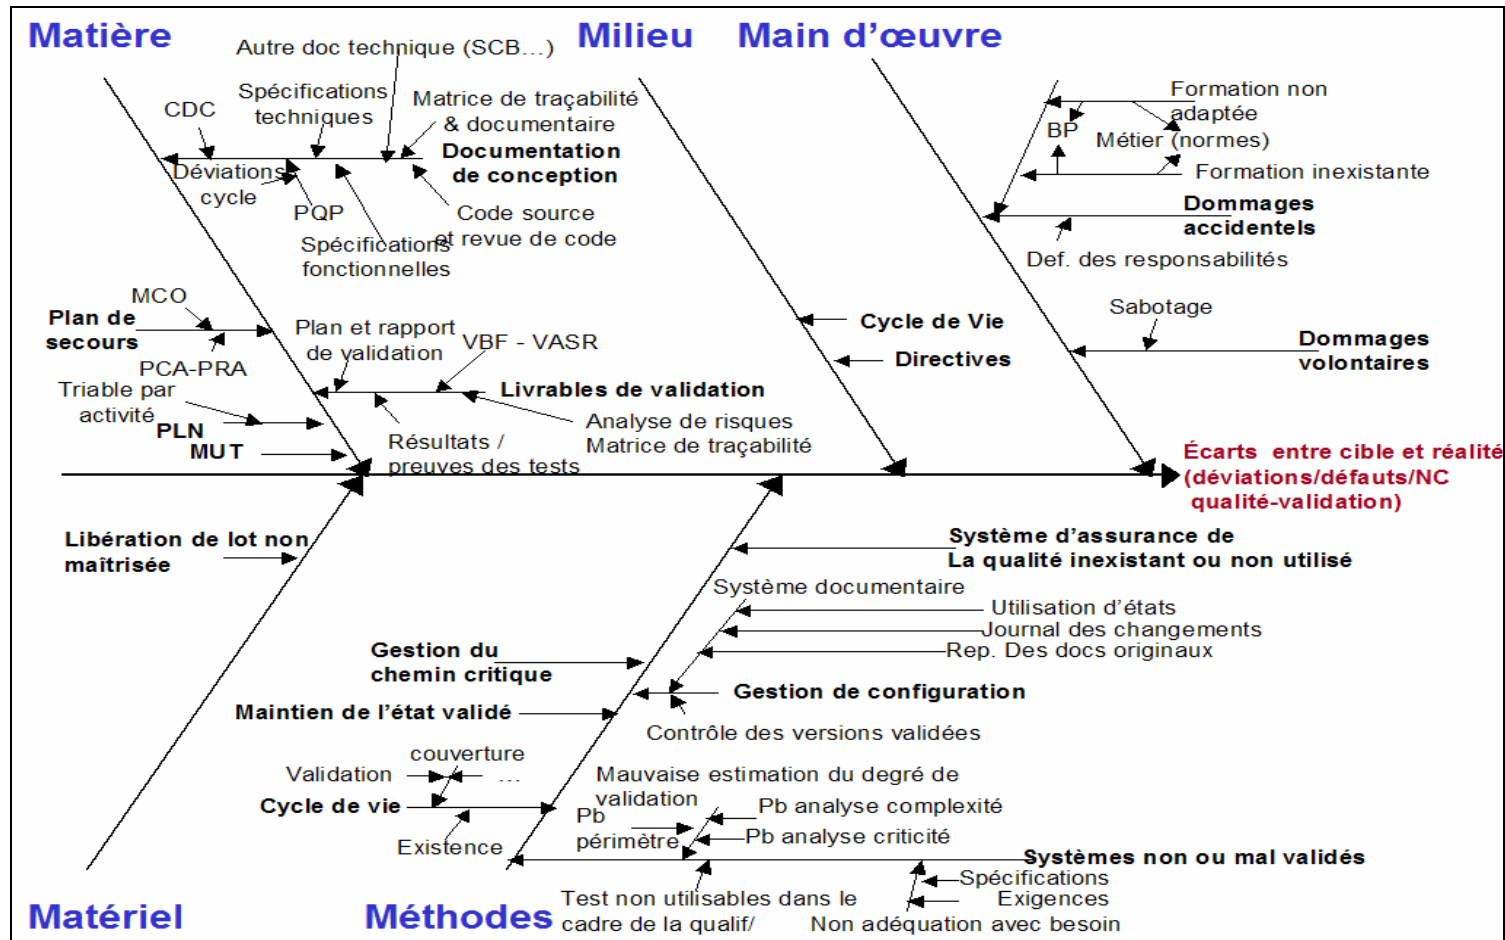 Matière
Milieu
Main d'œuvre
Autre doc technique (SCB...)
Spécifications
techniques
CDC
Matrice de traçabilité
& documentaire
Documentation
de conception
Déviations
cycle
PQP
Spécifications
fonctionnelles
Code source
et revue de code
Formation non
adaptée
BP
Métier (normes)
Formation inexistante
Dommages
accidentels
Def. des responsabilités
MCO
Plan de
secours
PCA-PRA
Plan et rapport
de validation
VBF - VASR
Livrables de validation
Triable par
activité
PLN
MUT
Résultats /
preuves des tests
Analyse de risques
Matrice de traçabilité
Cycle de Vie
Directives
Sabotage
Dommages
volontaires
Écarts entre cible et réalité
(déviations/défauts/NC
qualité-validation)
Libération de lot non
maîtrisée
Système d'assurance de
La qualité inexistant ou non utilisé
Système documentaire
Utilisation d'états
Journal des changements
Rep. Des docs originaux
Gestion du
chemin critique
Gestion de configuration
Maintien de l'état validé
Contrôle des versions validées
couverture
Validation
...
Cycle de vie
Existence
Mauvaise estimation du degré de
validation
Pb
périmètre
Pb analyse complexité
Pb analyse criticité
Systèmes non ou mal validés
Spécifications
Exigences
Test non utilisables dans le
cadre de la qualif/
Non adéquation avec besoin
Matériel
Méthodes